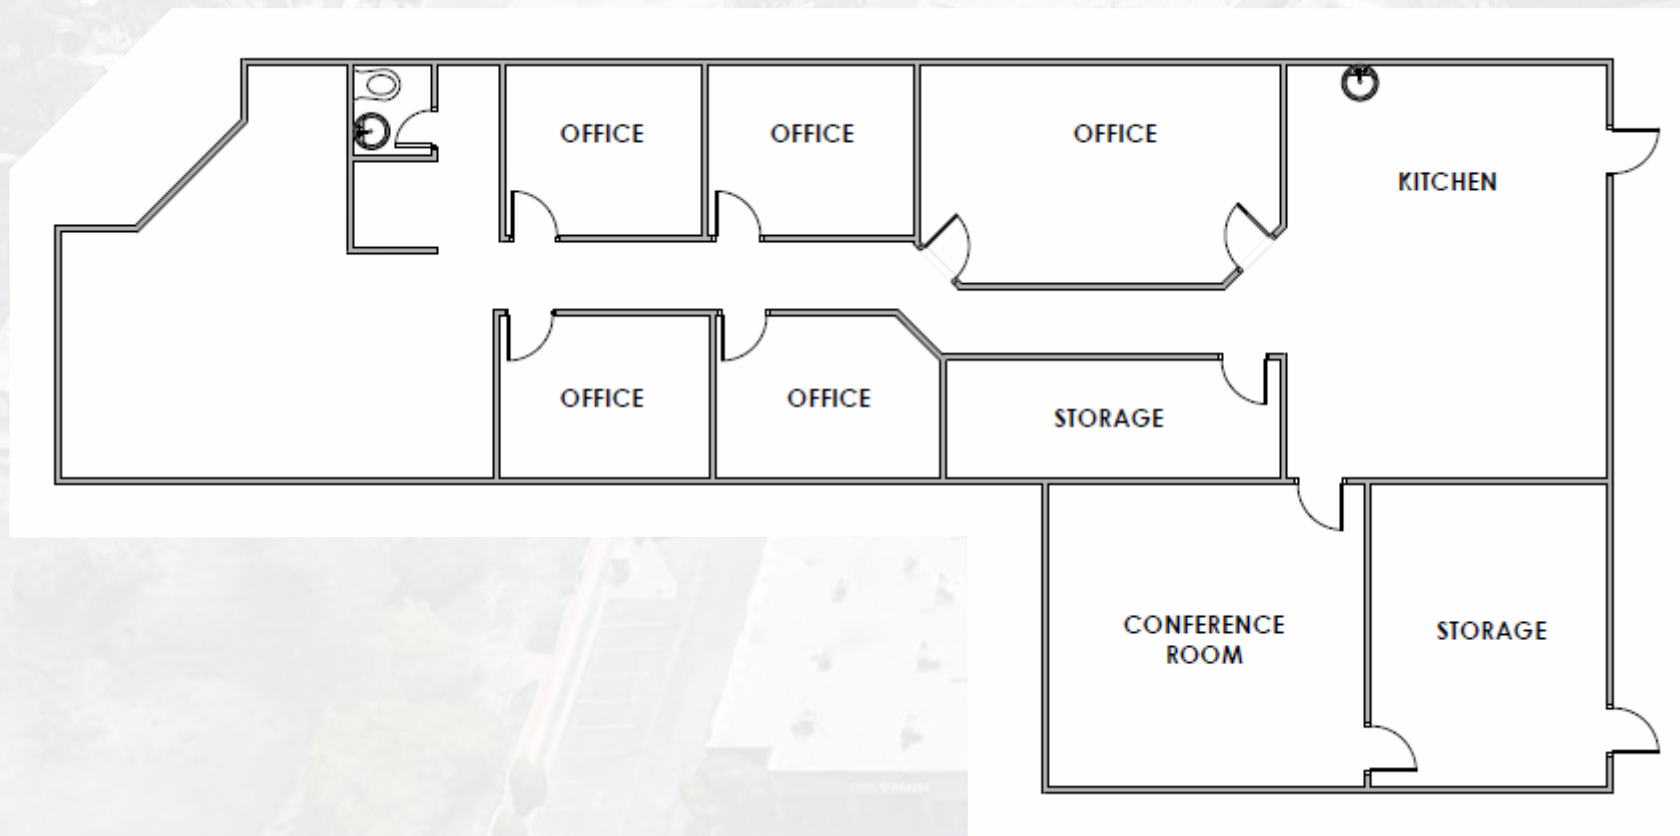 OFFICE
OFFICE
OFFICE
KITCHEN
OFFICE
OFFICE
STORAGE
CONFERENCE
ROOM
STORAGE